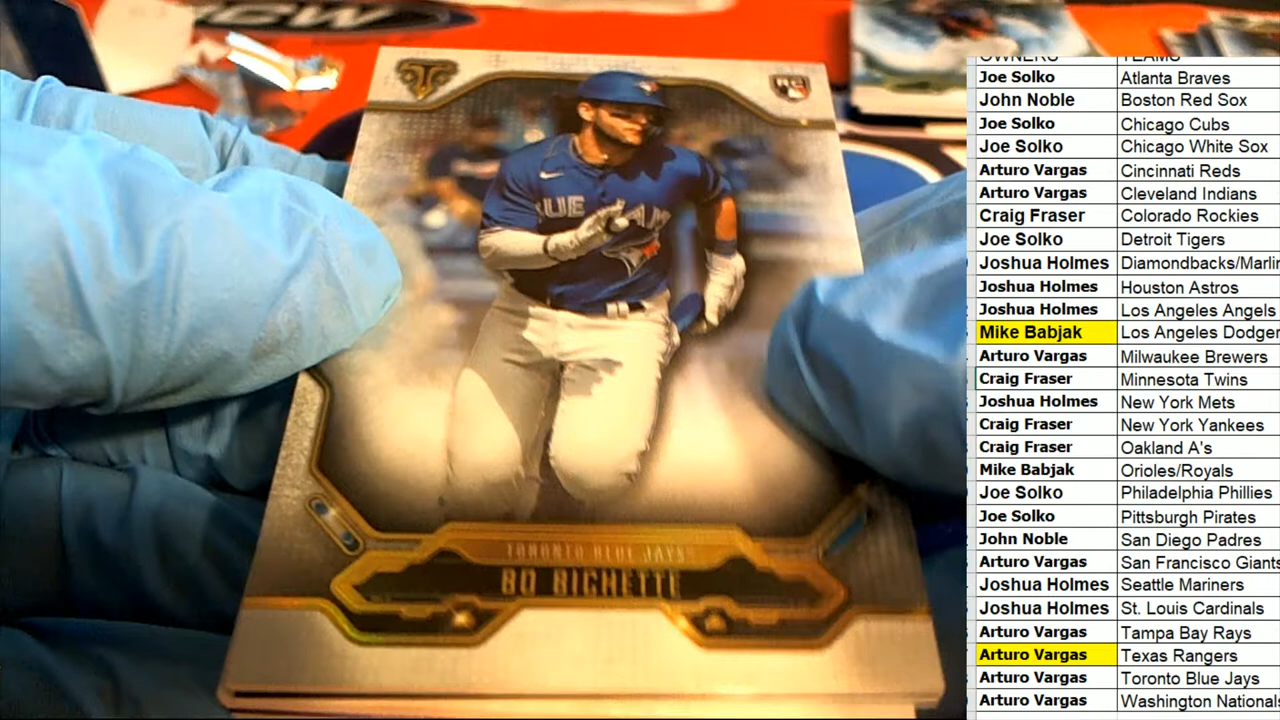 CW
OWNERS TEAMS
Joe Solko Atlanta Braves
John Noble Boston Red Sox
Joe Solko Chicago Cubs
Joe Solko Chicago White Sox
Arturo Vargas Cincinnati Reds
Arturo Vargas Cleveland Indians
Craig Fraser Colorado Rockies
Joe Solko Detroit Tigers
Joshua Holmes Diamondbacks/Marlin
Joshua Holmes Houston Astros
Joshua Holmes Los Angeles Angels
Mike Babjak Los Angeles Dodger
Arturo Vargas Milwaukee Brewers
Craig Fraser Minnesota Twins
Joshua Holmes New York Mets
Craig Fraser New York Yankees
Craig Fraser Oakland A's
Mike Babjak Orioles/Royals
Joe Solko Philadelphia Phillies
Joe Solko Pittsburgh Pirates
John Noble San Diego Padres
Arturo Vargas San Francisco Giants
Joshua Holmes Seattle Mariners
Joshua Holmes St. Louis Cardinals
Arturo Vargas Tampa Bay Rays
Arturo Vargas Texas Rangers
Arturo Vargas Toronto Blue Jays
Arturo Vargas Washington National
RC
LUE JAYS
TORONTO BLUE JAYS
BO BICHETTE